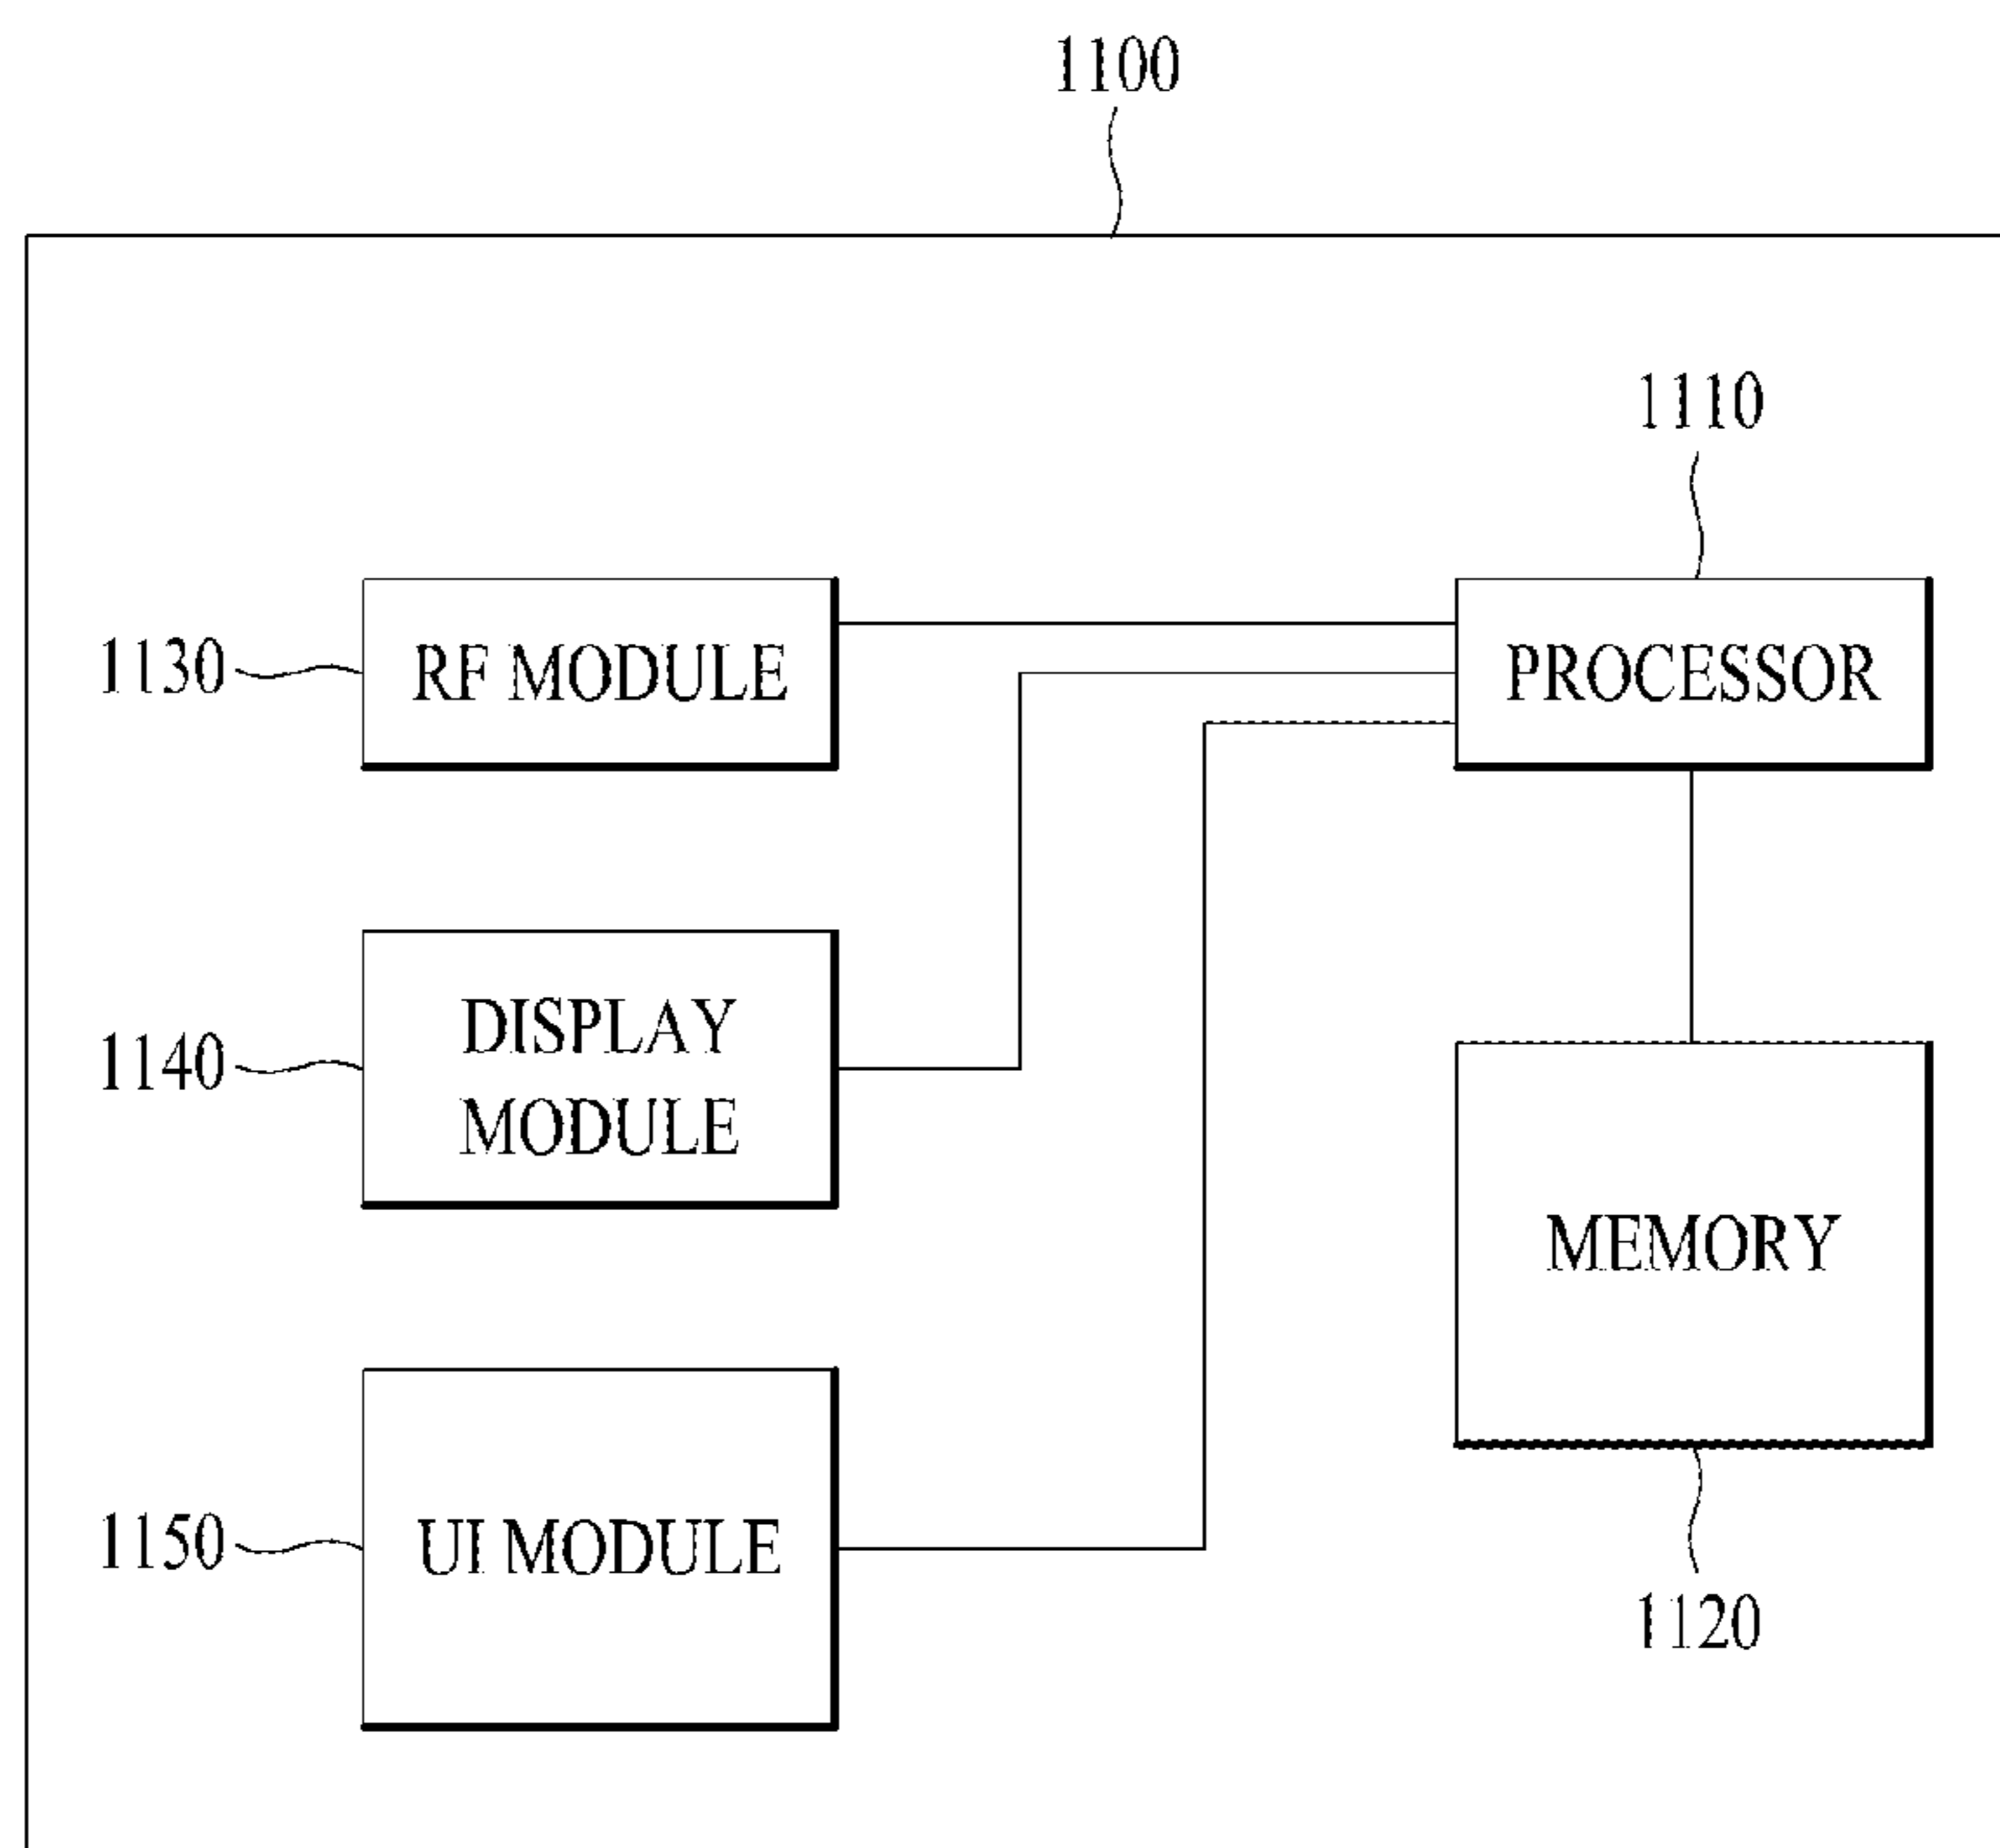 1100
1110
1130
RF MODULE
PROCESSOR
1140
DISPLAY
MODULE
MEMORY
1150
UI MODULE
1120